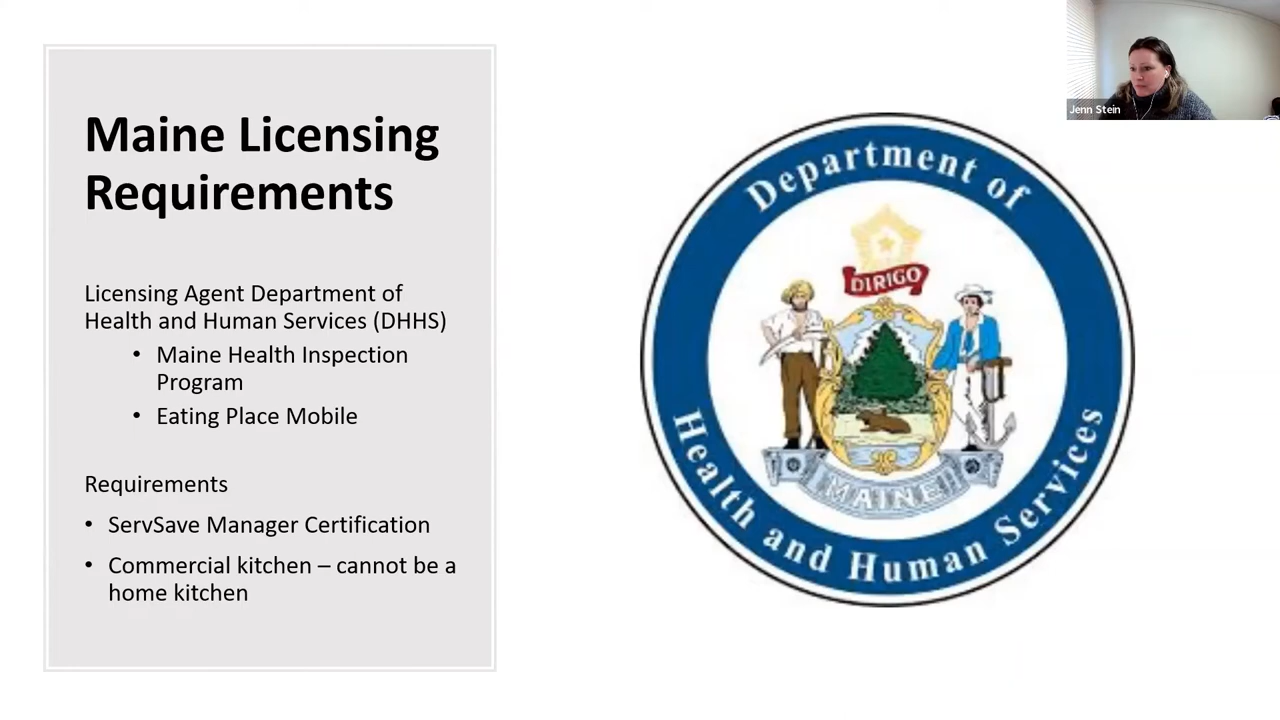 Maine Licensing
Requirements
Licensing Agent Department of
Health and Human Services (DHHS)
• Maine Health Inspection
Program
• Eating Place Mobile
Requirements
• ServSave Manager Certification
• Commercial kitchen – cannot be a
home kitchen
Department of
DIRIGO
MAINE
Health and Human Services
Jenn Stein